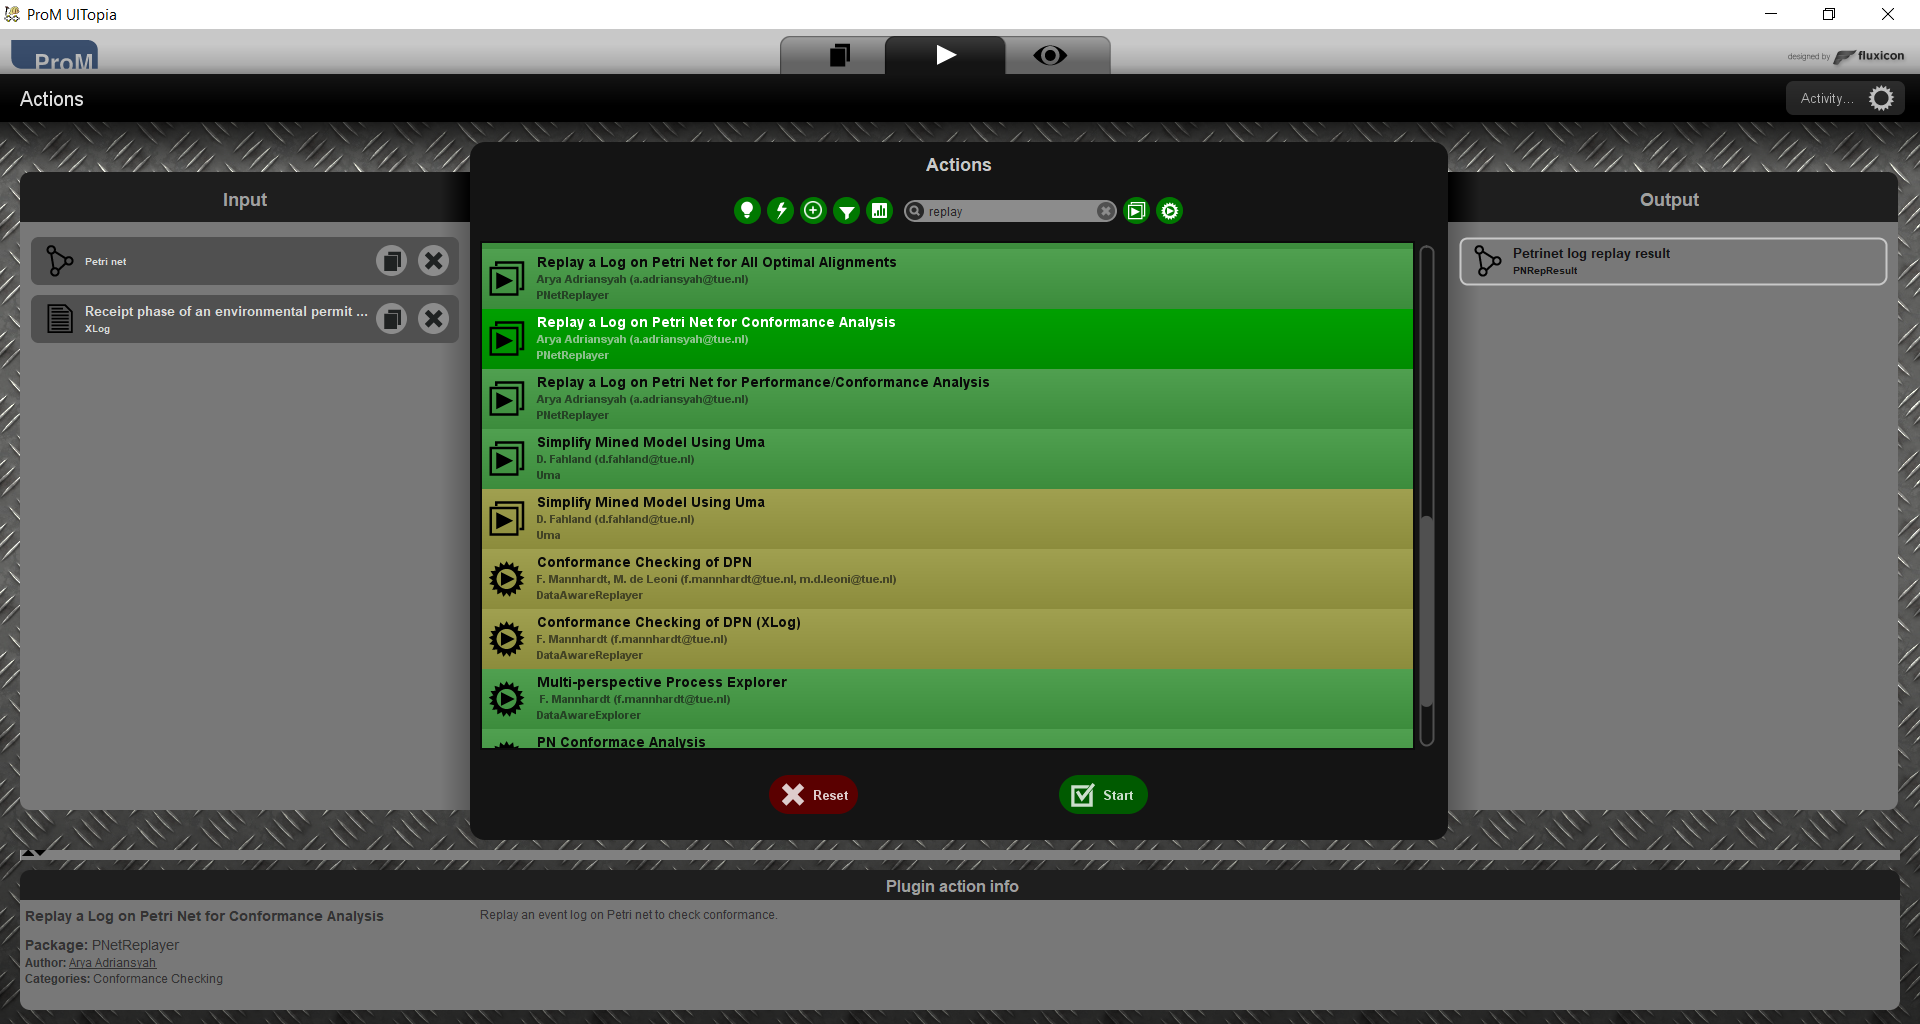 ProM UITopia
ProM
designed by fluxicon
Actions
Activity...
Input
Petri net
Receipt phase of an environmental permit ...
XLog
Actions
replay
Replay a Log on Petri Net for All Optimal Alignments
Arya Adriansyah (a.adriansyah@tue.nl)
PNetReplayer
Replay a Log on Petri Net for Conformance Analysis
Arya Adriansyah (a.adriansyah@tue.nl)
PNetReplayer
Replay a Log on Petri Net for Performance/Conformance Analysis
Arya Adriansyah (a.adriansyah@tue.nl)
PNetReplayer
Simplify Mined Model Using Uma
D. Fahland (d.fahland@tue.nl)
Uma
Simplify Mined Model Using Uma
D. Fahland (d.fahland@tue.nl)
Uma
Conformance Checking of DPN
F. Mannhardt, M. de Leoni (f.mannhardt@tue.nl, m.d.leoni@tue.nl)
DataAwareReplayer
Conformance Checking of DPN (XLog)
F. Mannhardt (f.mannhardt@tue.nl)
DataAwareReplayer
Multi-perspective Process Explorer
F. Mannhardt (f.mannhardt@tue.nl)
DataAwareExplorer
PN Conformace Analysis
Reset
Start
Output
Petrinet log replay result
PNRepResult
Plugin action info
Replay a Log on Petri Net for Conformance Analysis
Package: PNetReplayer
Author: Arya Adriansyah
Categories: Conformance Checking
Replay an event log on Petri net to check conformance.